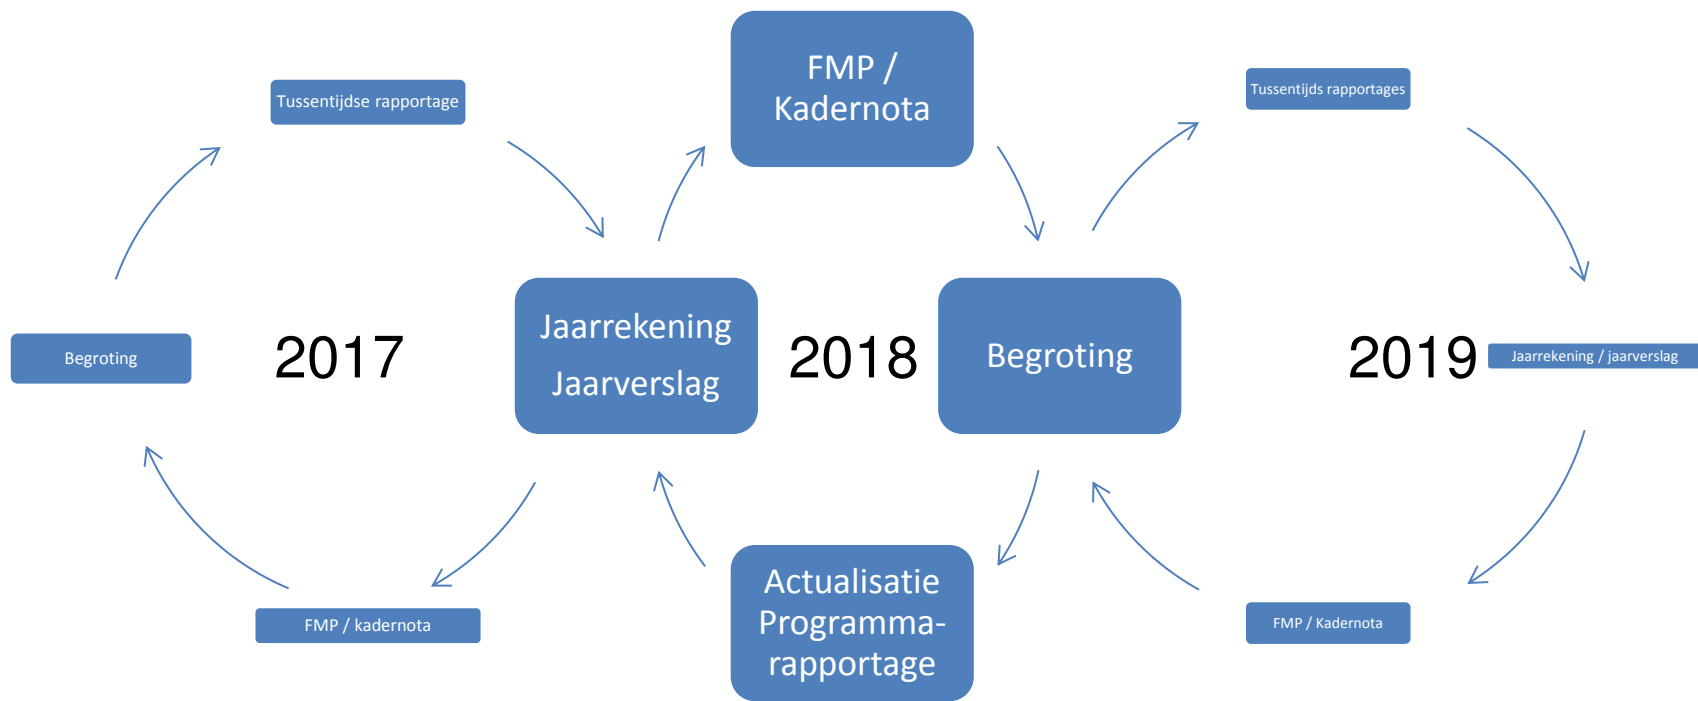 FMP /
Kadernota
Tussentijdse rapportage
Tussentijds rapportages
Begroting
2017
Jaarrekening
Jaarverslag
2018
Begroting
2019
Jaarrekening / jaarverslag
FMP / kadernota
Actualisatie
Programma-
rapportage
FMP / Kadernota